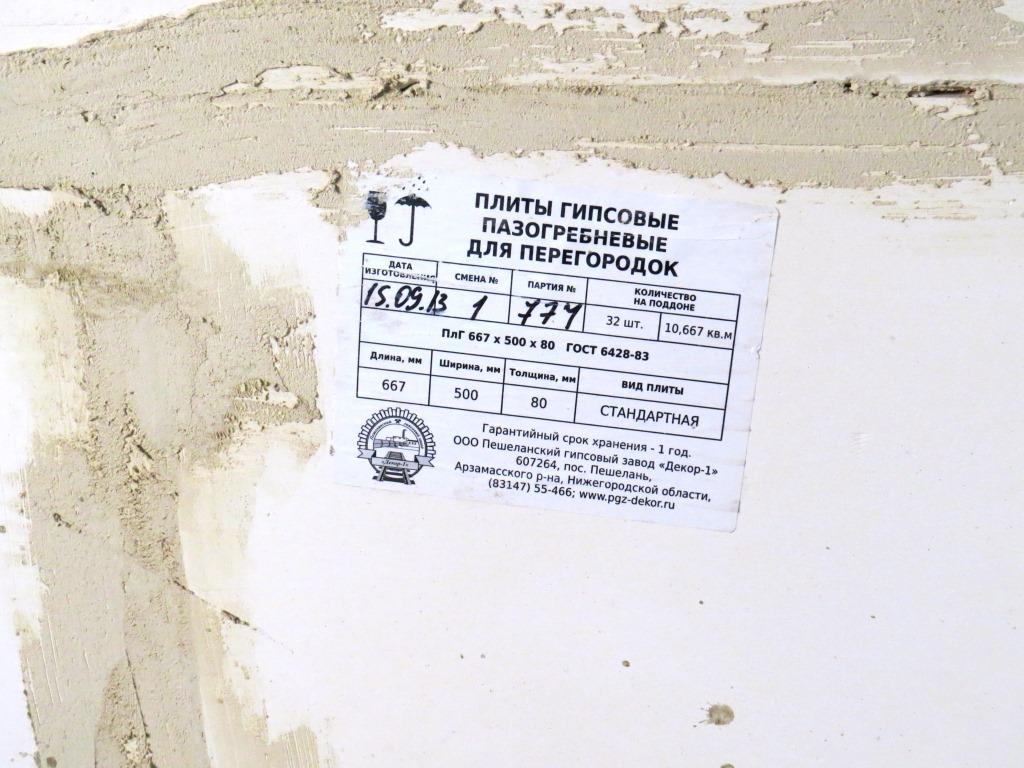 ПЛИТЫ ГИПСОВЫЕ
ПАЗОГРЕБНЕВЫЕ
ДЛЯ ПЕРЕГОРОДОК
ДАТА ИЗГОТОВЛЕНИЯ СМЕНА № ПАРТИЯ № КОЛИЧЕСТВО НА ПОДДОНЕ
15.09.13 1 774 32 шт. 10,667 кв.м
ПлГ 667 х 500 х 80 ГОСТ 6428-83
Длина, мм Ширина, мм Толщина, мм ВИД ПЛИТЫ
667 500 80 СТАНДАРТНАЯ
Гарантийный срок хранения - 1 год.
ООО Пешеланский гипсовый завод «Декор-1»
607264, пос. Пешелань,
Арзамасского р-на, Нижегородской области,
(83147) 55-466; www.pgz-dekor.ru
«Декор-1»